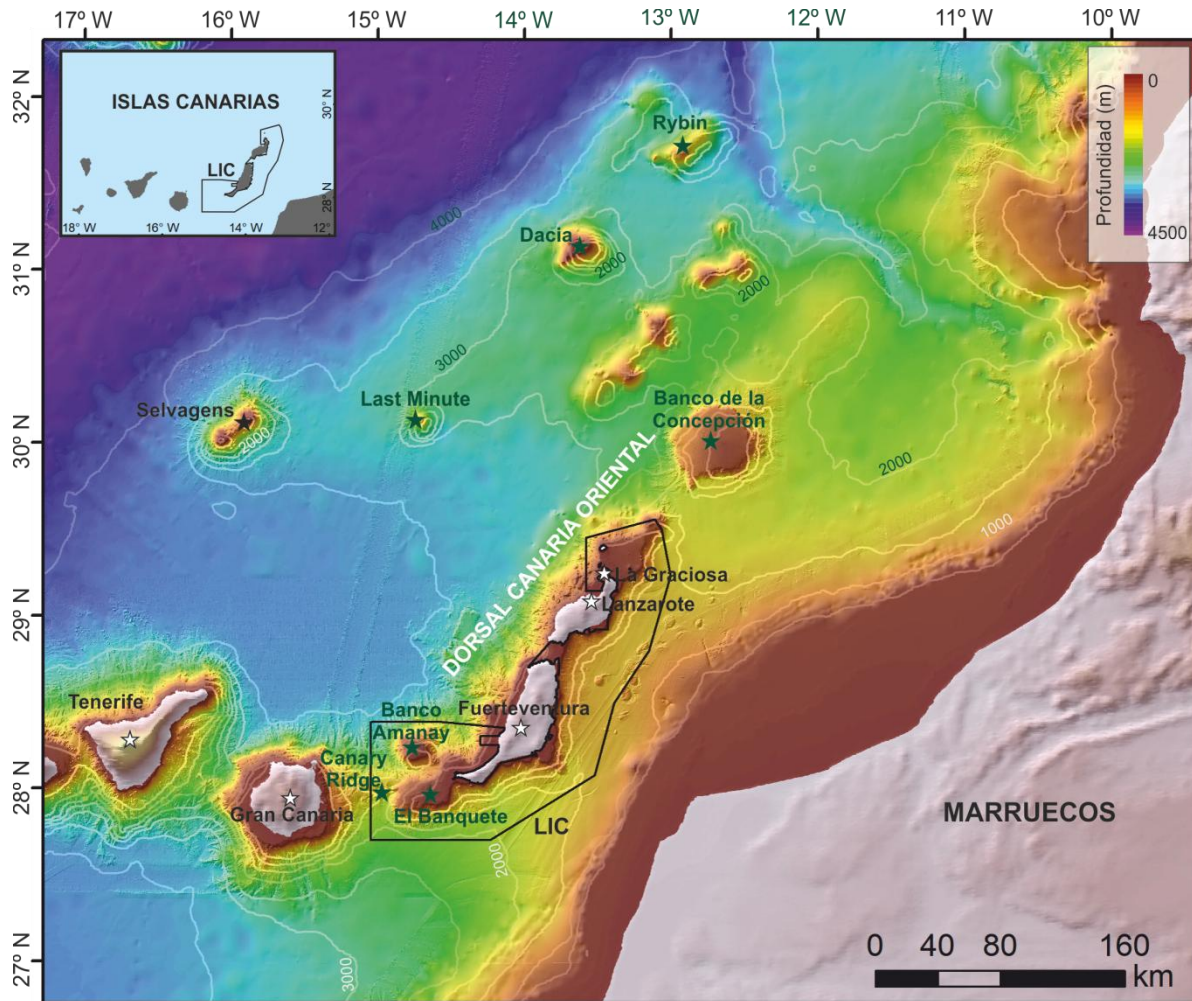 17º W 16º W 15º W 14º W 13º W 12º W 11º W 10º W
32º N
31º N
30º N
29º N
28º N
27º N
ISLAS CANARIAS
LIC
30º N
28º N
18º W 16º W 14º W 12º
Profundidad (m)
0
4500
Rybin
4000
Dacia
2000
2000
3000
Selvagens
2000
Last Minute
Banco de la
Concepción
2000
1000
DORSAL CANARIA ORIENTAL
La Graciosa
Lanzarote
Tenerife
Banco
Amanay
Fuerteventura
Canary
Ridge
Gran Canaria
El Banquete
LIC
2000
3000
MARRUECOS
0 40 80 160
km